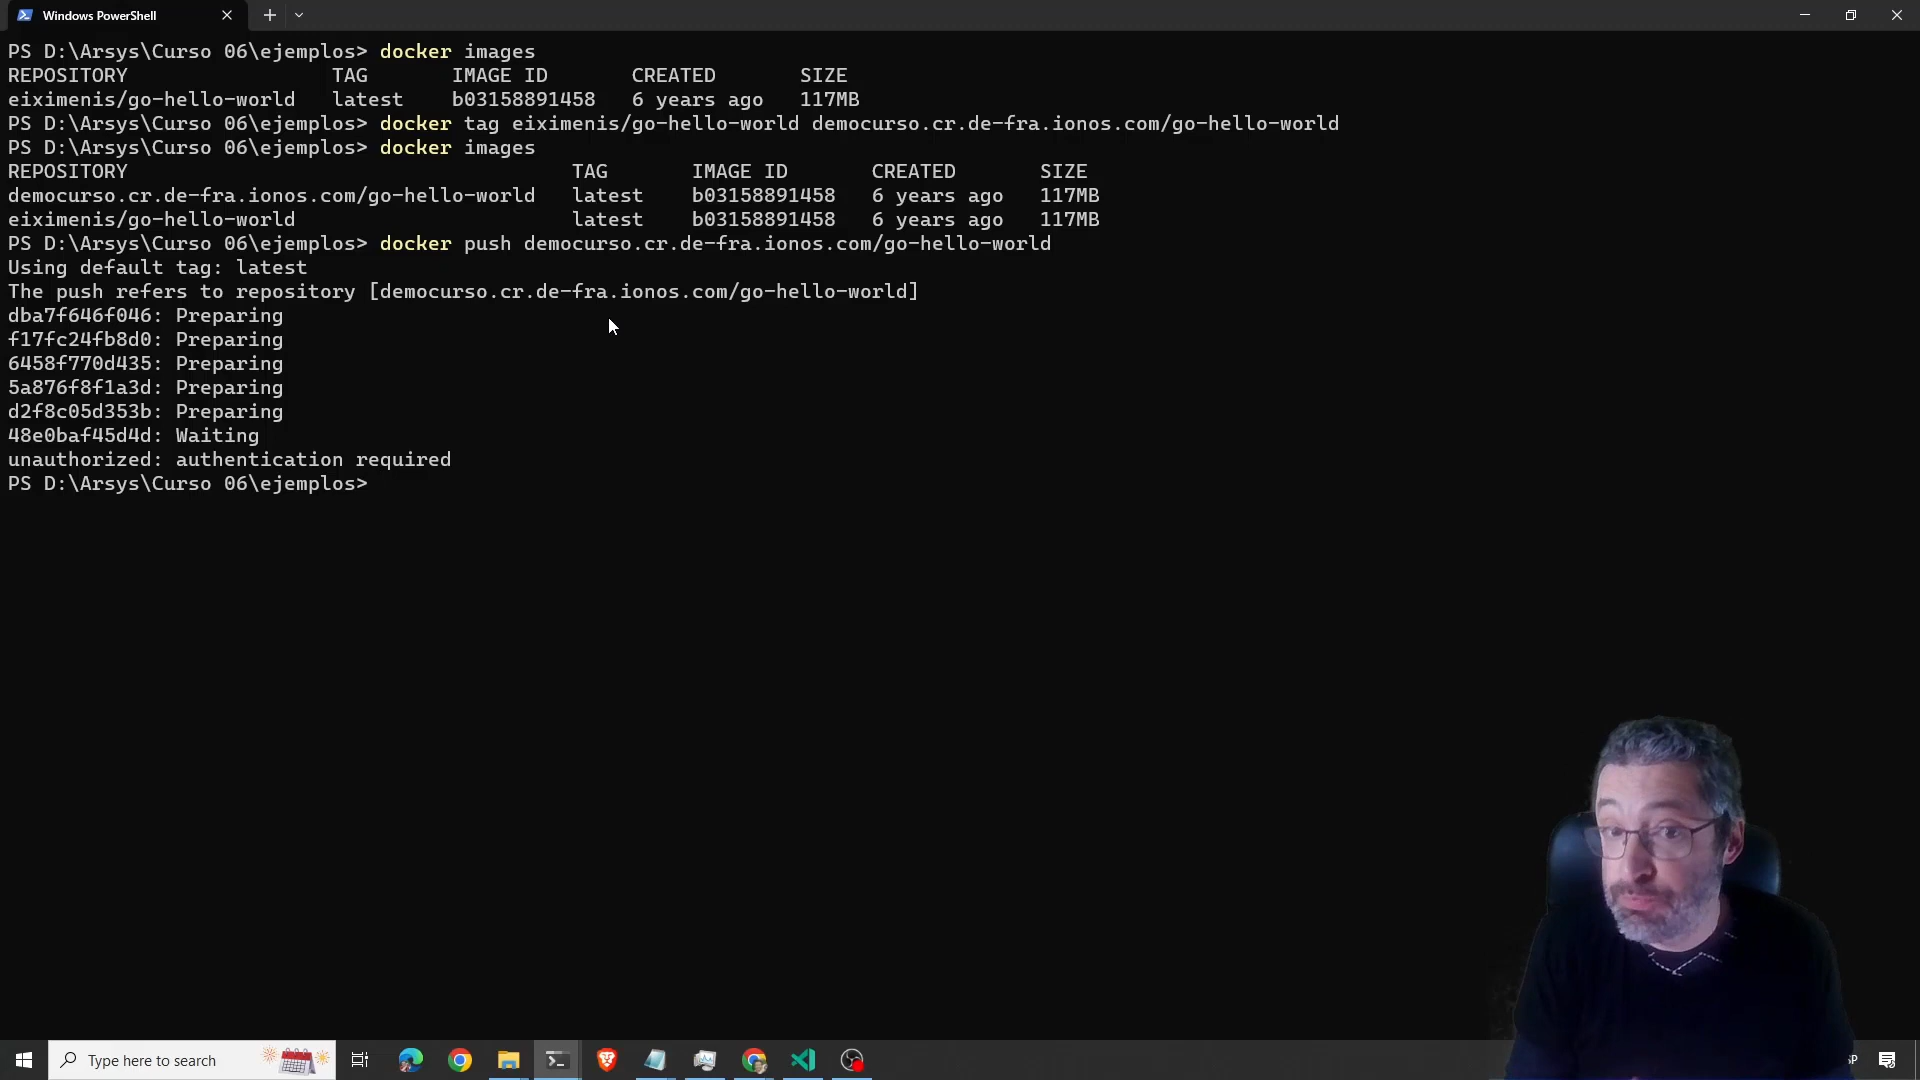 Windows PowerShell
PS D:\Arsys\Curso 06\ejemplos> docker images
REPOSITORY TAG IMAGE ID CREATED SIZE
eiximenis/go-hello-world latest b03158891458 6 years ago 117MB
PS D:\Arsys\Curso 06\ejemplos> docker tag eiximenis/go-hello-world democurso.cr.de-fra.ionos.com/go-hello-world
PS D:\Arsys\Curso 06\ejemplos> docker images
REPOSITORY TAG IMAGE ID CREATED SIZE
democurso.cr.de-fra.ionos.com/go-hello-world latest b03158891458 6 years ago 117MB
eiximenis/go-hello-world latest b03158891458 6 years ago 117MB
PS D:\Arsys\Curso 06\ejemplos> docker push democurso.cr.de-fra.ionos.com/go-hello-world
Using default tag: latest
The push refers to repository [democurso.cr.de-fra.ionos.com/go-hello-world]
dba7f646f046: Preparing
f17fc24fb8d0: Preparing
6458f770d435: Preparing
5a876f8f1a3d: Preparing
d2f8c05d353b: Preparing
48e0baf45d4d: Waiting
unauthorized: authentication required
PS D:\Arsys\Curso 06\ejemplos>
Type here to search